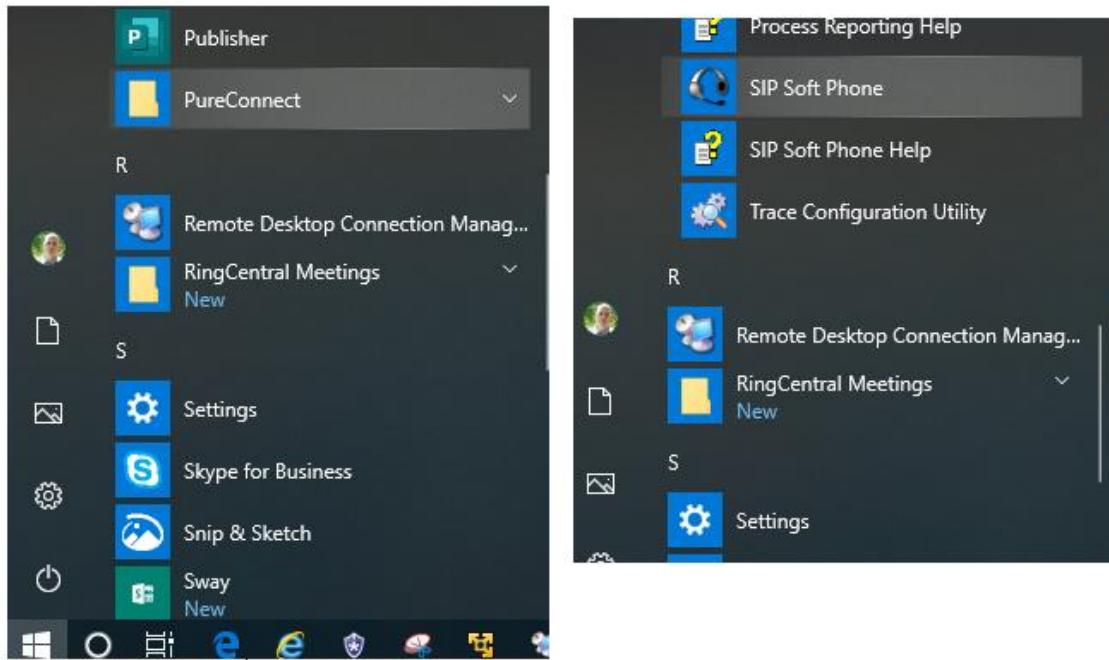 Publisher
PureConnect
R
Remote Desktop Connection Manag...
RingCentral Meetings
New
S
Settings
Skype for Business
Snip & Sketch
Sway
New
Process Reporting Help
SIP Soft Phone
SIP Soft Phone Help
Trace Configuration Utility
R
Remote Desktop Connection Manag...
RingCentral Meetings
New
S
Settings